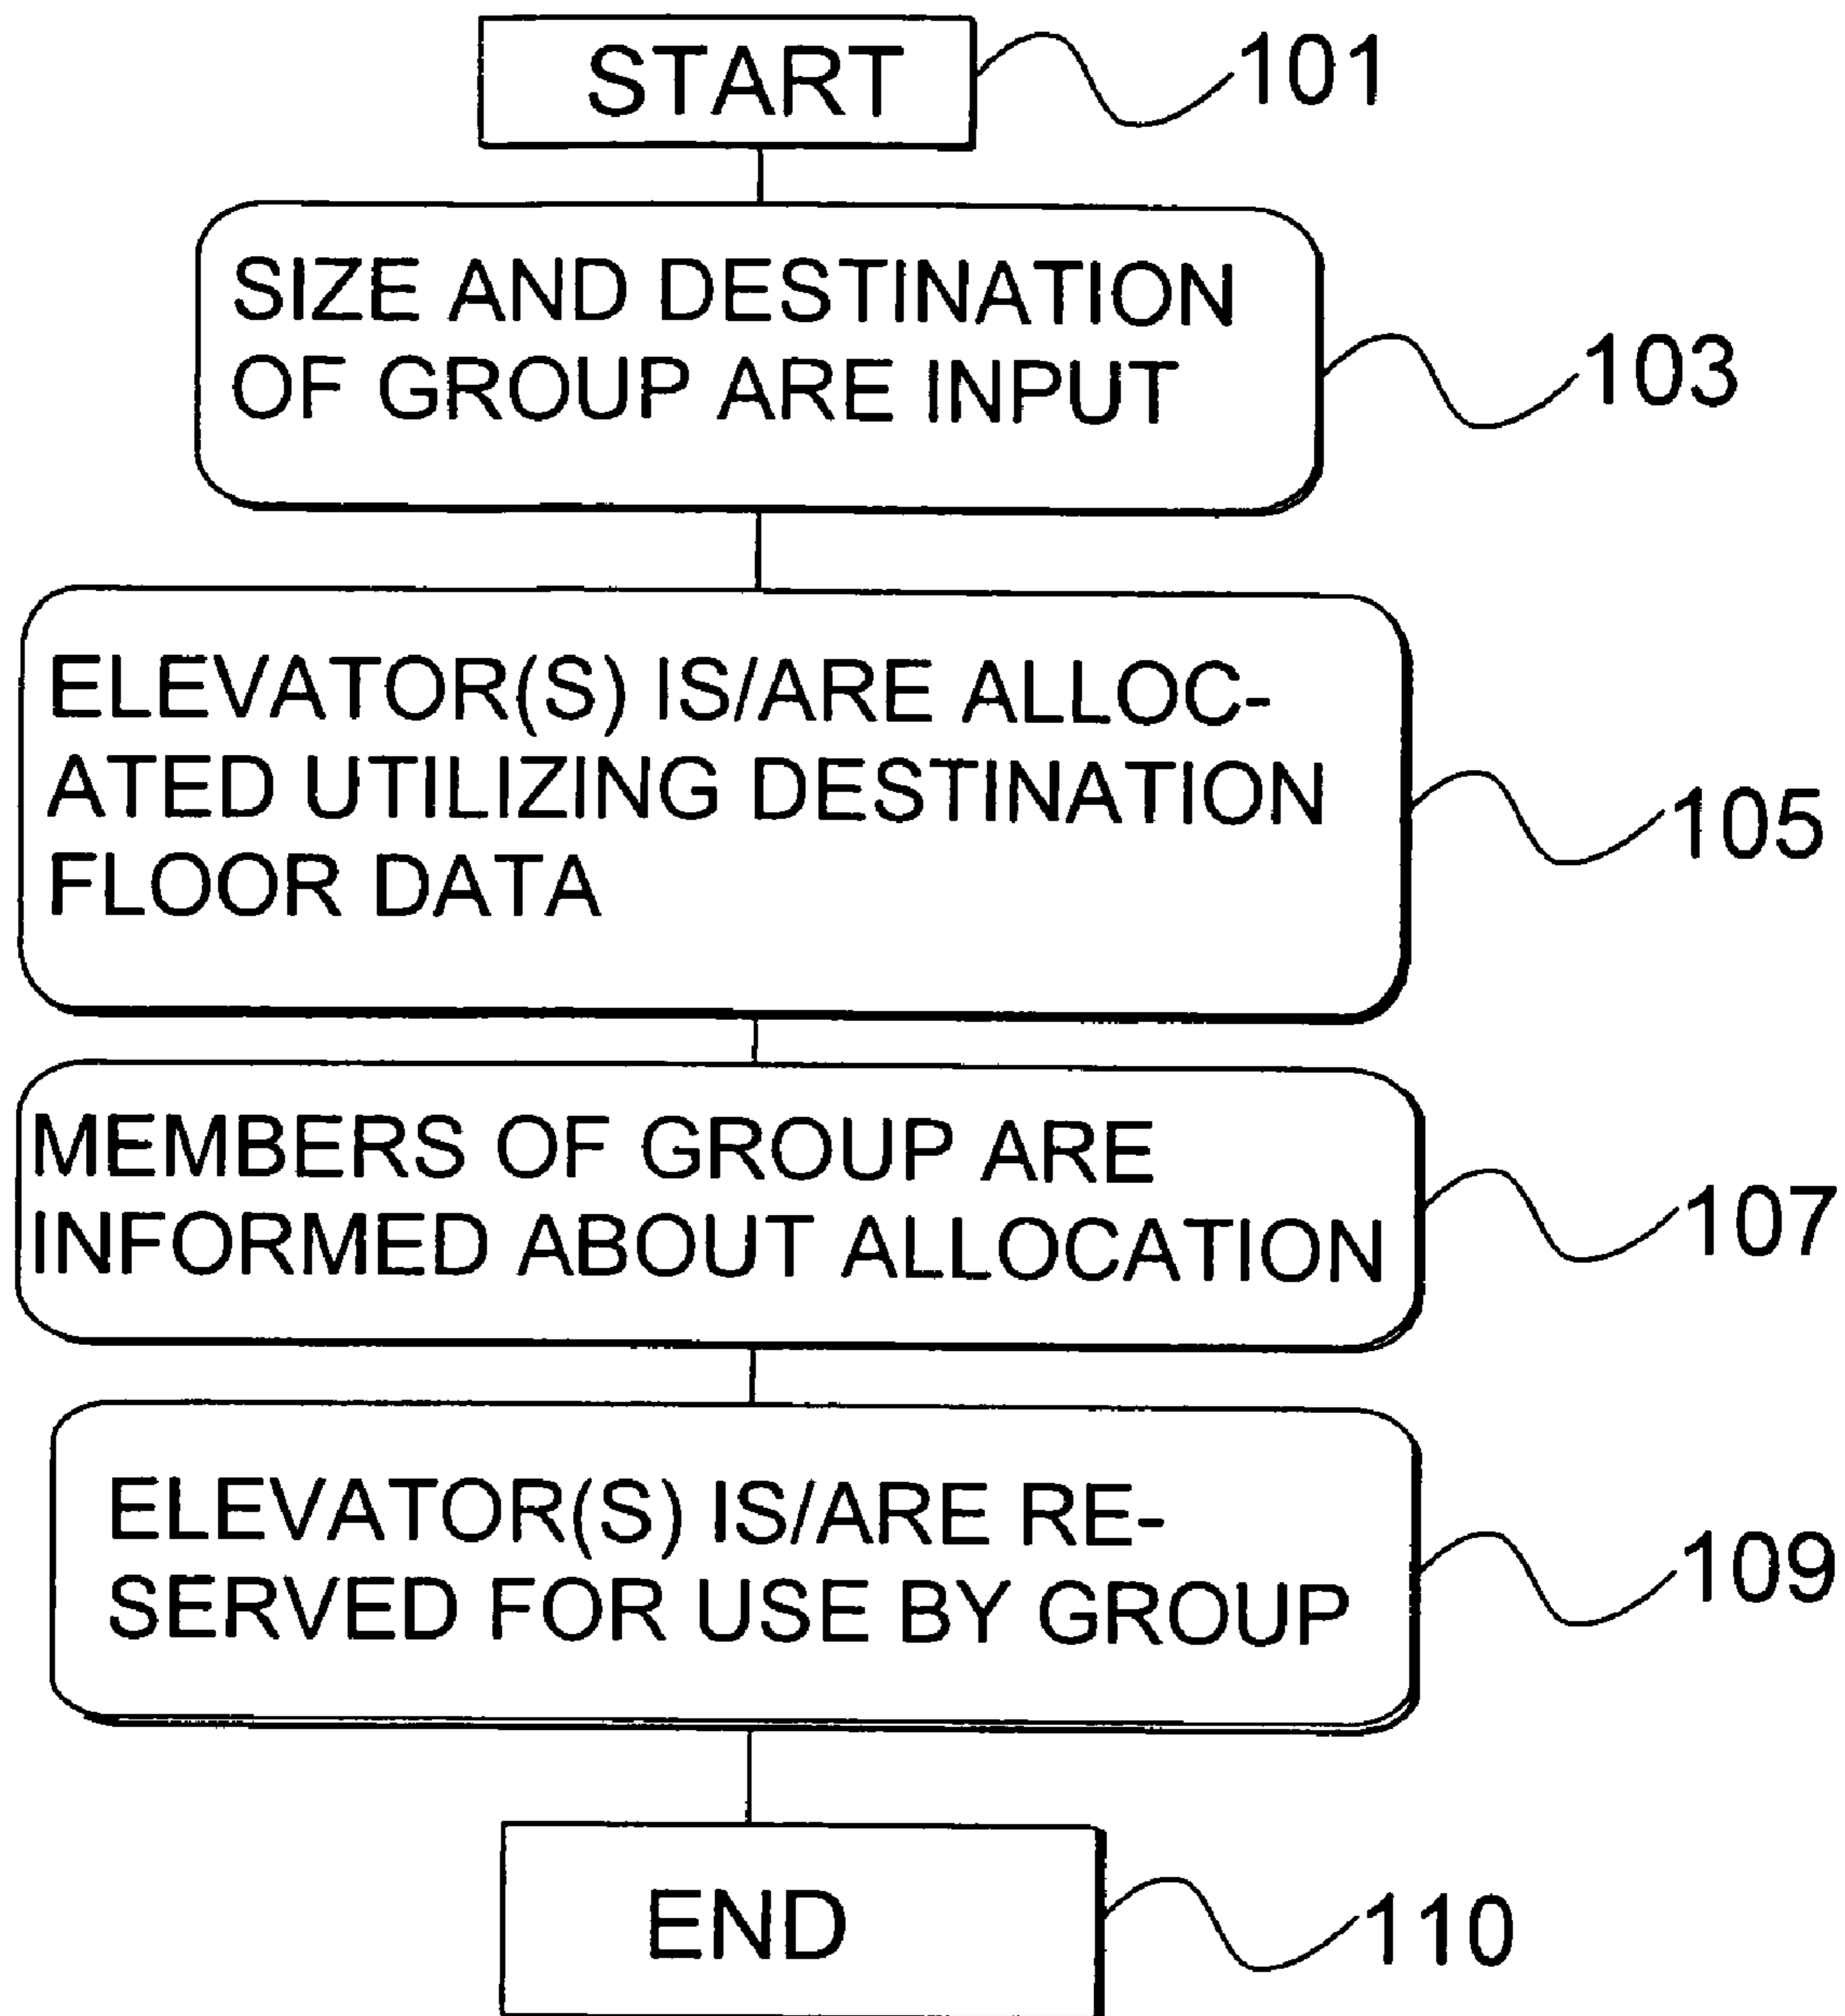 START
101
SIZE AND DESTINATION
OF GROUP ARE INPUT
103
ELEVATOR(S) IS/ARE ALLOC-
ATED UTILIZING DESTINATION
FLOOR DATA
105
MEMBERS OF GROUP ARE
INFORMED ABOUT ALLOCATION
107
ELEVATOR(S) IS/ARE RE-
SERVED FOR USE BY GROUP
109
END
110